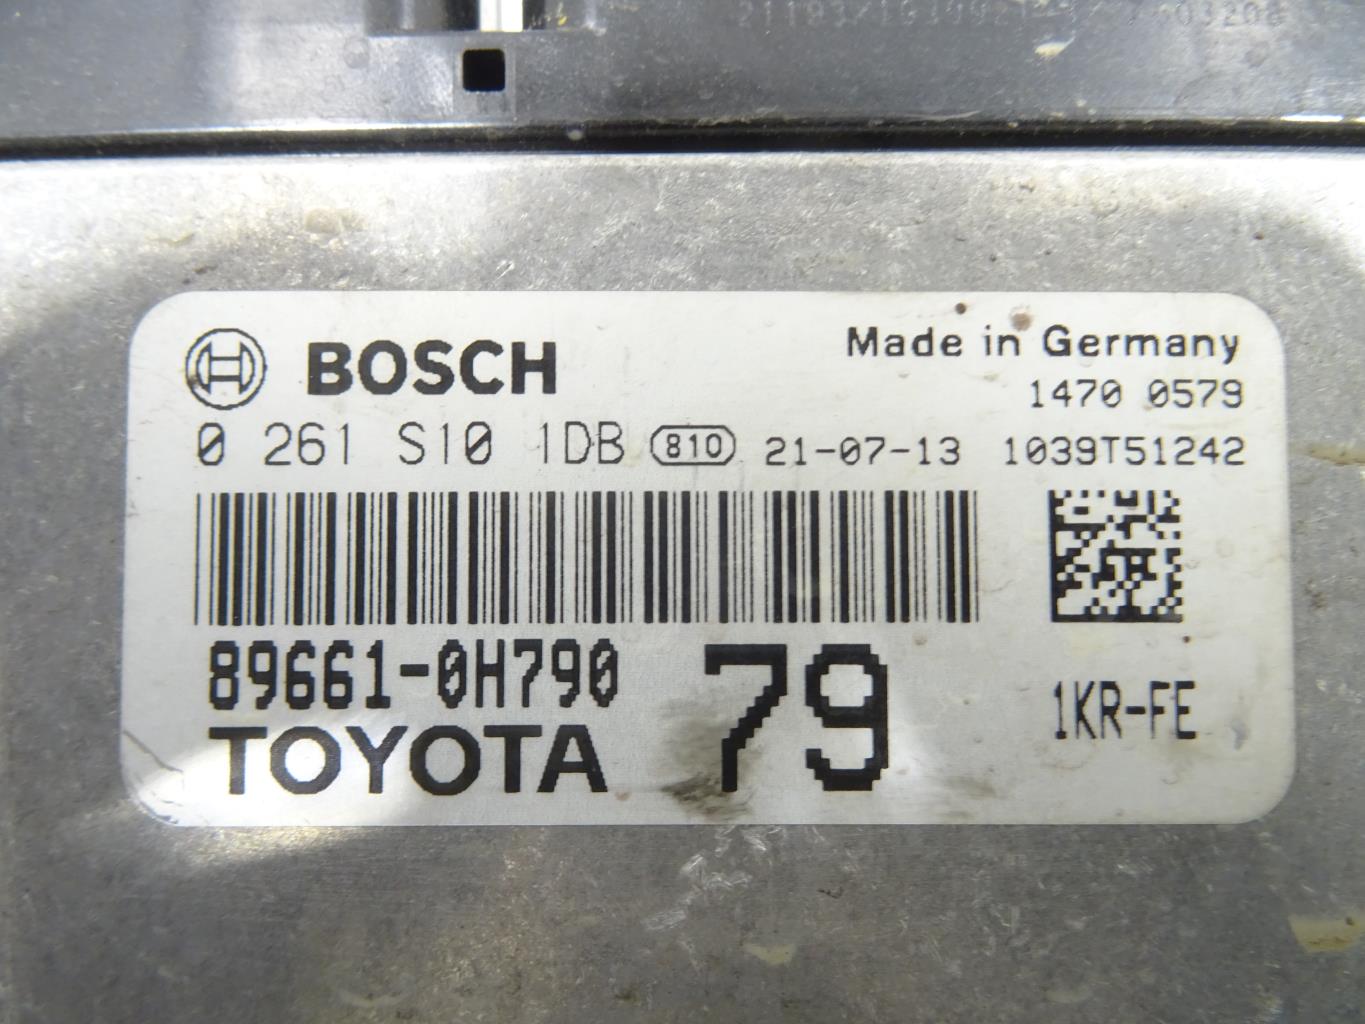 BOSCH
Made in Germany
1470 0579
0 261 S10 1DB 810 21-07-13 1039T51242
89661-0H790
TOYOTA
79
1KR-FE